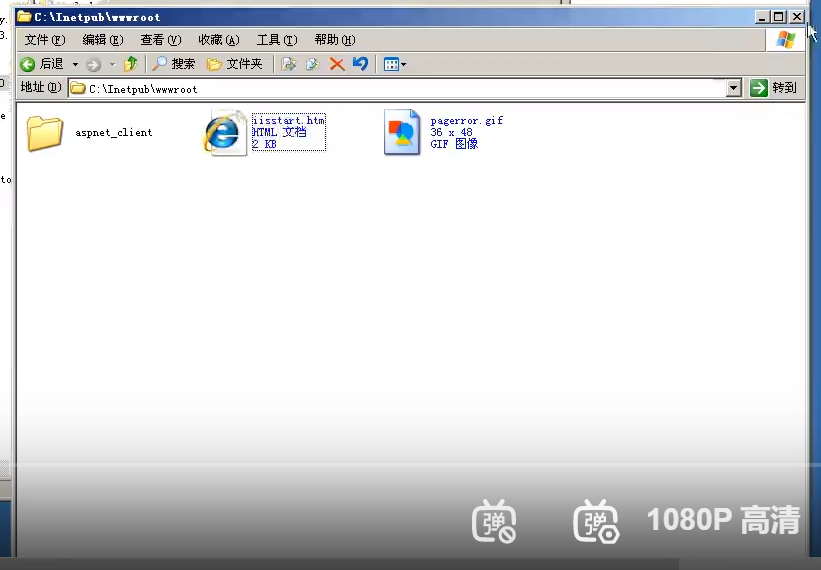 C:\Inetpub\wwwroot
文件(F) 编辑(E) 查看(V) 收藏(A) 工具(T) 帮助(H)
后退 搜索 文件夹
地址(D) C:\Inetpub\wwwroot 转到
aspnet_client
iisstart.htm
HTML 文档
2 KB
pagerror.gif
36 x 48
GIF 图像
弹 弹 1080P 高清